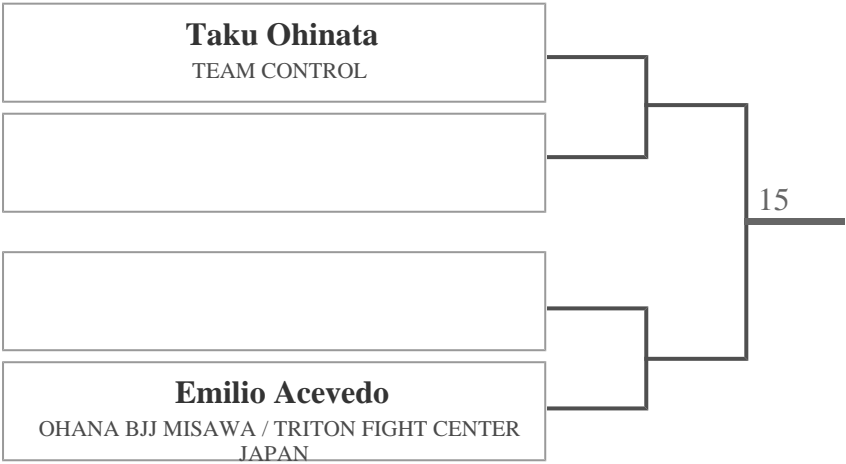 Taku Ohinata
TEAM CONTROL
15
Emilio Acevedo
OHANA BJJ MISAWA / TRITON FIGHT CENTER
JAPAN